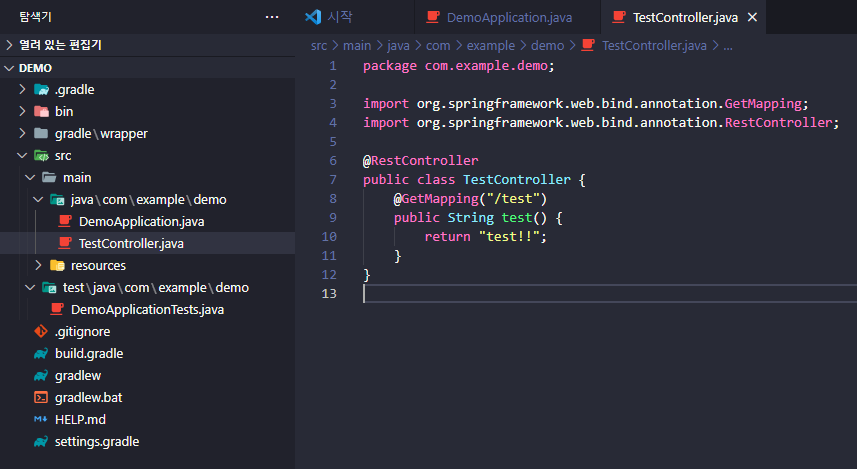 탐색기
열려 있는 편집기
DEMO
.gradle
bin
gradle\wrapper
src
main
java\com\example\demo
DemoApplication.java
TestController.java
resources
test\java\com\example\demo
DemoApplicationTests.java
.gitignore
build.gradle
gradlew
gradlew.bat
HELP.md
settings.gradle
시작 DemoApplication.java TestController.java
src > main > java > com > example > demo > TestController.java > ...
1 package com.example.demo;
2
3 import org.springframework.web.bind.annotation.GetMapping;
4 import org.springframework.web.bind.annotation.RestController;
5
6 @RestController
7 public class TestController {
8 @GetMapping("/test")
9 public String test() {
10 return "test!!";
11 }
12 }
13